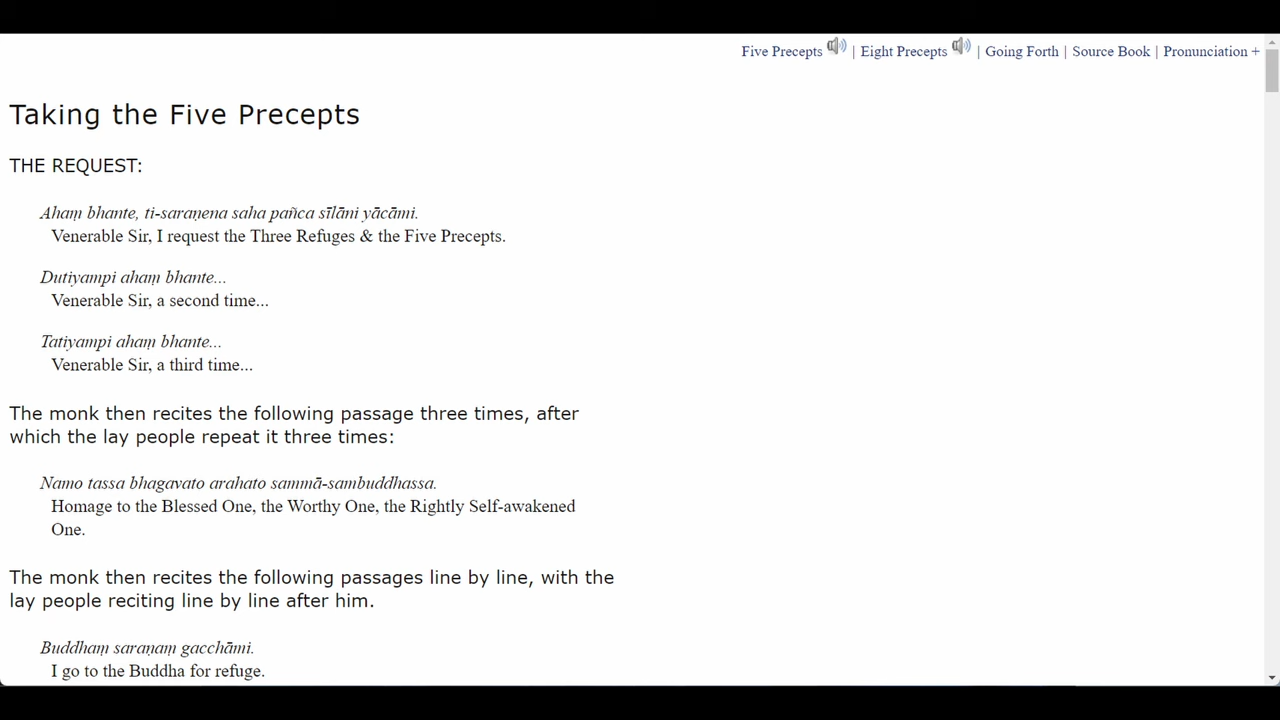 Five Precepts | Eight Precepts | Going Forth | Source Book | Pronunciation +
Taking the Five Precepts
THE REQUEST:
Ahaṃ bhante, ti-saraṇena saha pañca sīlāni yācāmi.
Venerable Sir, I request the Three Refuges & the Five Precepts.
Dutiyampi ahaṃ bhante...
Venerable Sir, a second time...
Tatiyampi ahaṃ bhante...
Venerable Sir, a third time...
The monk then recites the following passage three times, after
which the lay people repeat it three times:
Namo tassa bhagavato arahato sammā-sambuddhassa.
Homage to the Blessed One, the Worthy One, the Rightly Self-awakened
One.
The monk then recites the following passages line by line, with the
lay people reciting line by line after him.
Buddhaṃ saraṇaṃ gacchāmi.
I go to the Buddha for refuge.